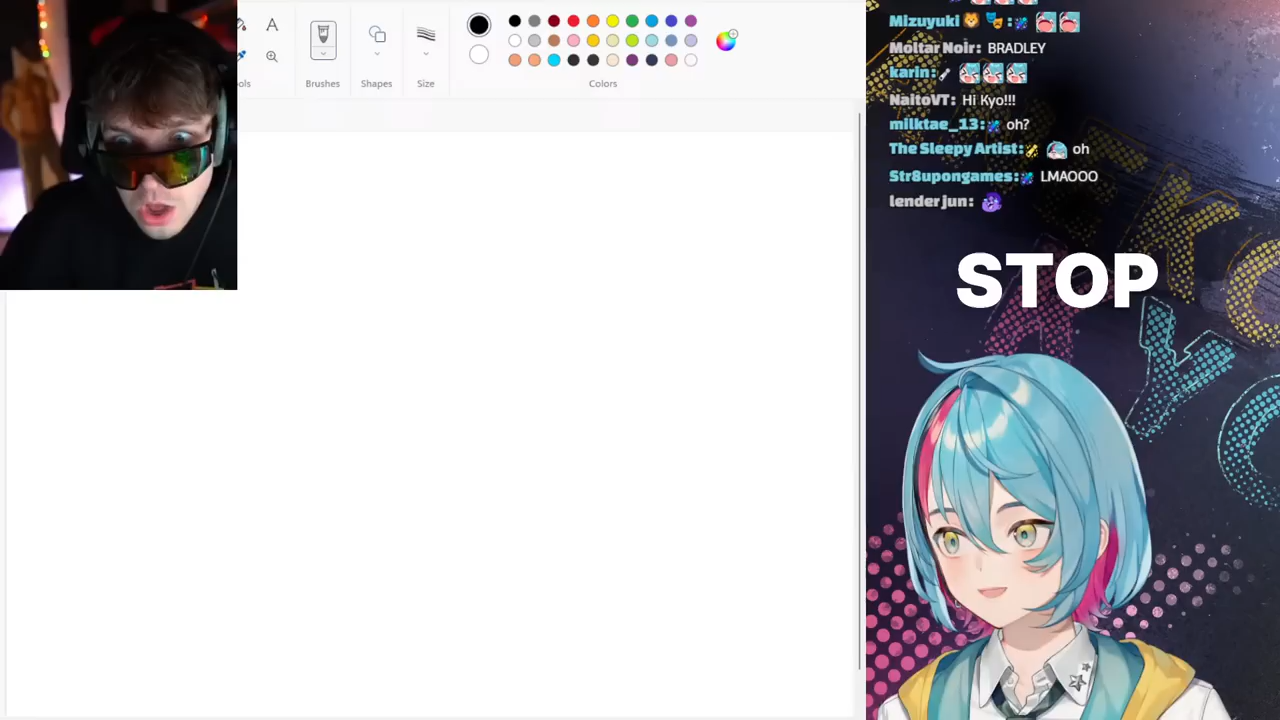 A
Brushes
Shapes
Size
Colors
Mizuyuki
Moltar Noir: BRADLEY
karin:
NaitoVT: Hi Kyo!!!
milktae_13: oh?
The Sleepy Artist: oh
Str8upongames: LMAOOO
lender jun:
STOP